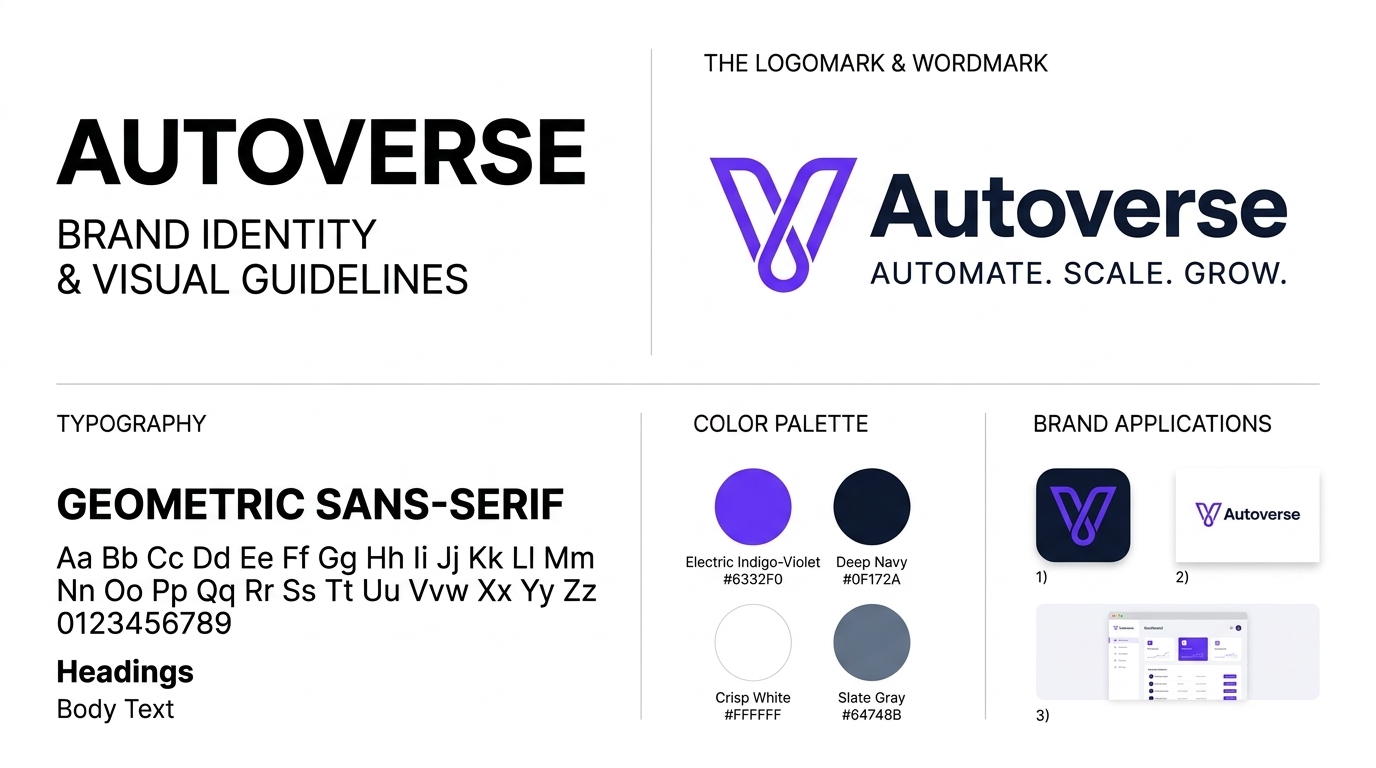 AUTOVERSE
BRAND IDENTITY
& VISUAL GUIDELINES
THE LOGOMARK & WORDMARK
Autoverse
AUTOMATE. SCALE. GROW.
TYPOGRAPHY
GEOMETRIC SANS-SERIF
Aa Bb Cc Dd Ee Ff Gg Hh Ii Jj Kk Ll Mm
Nn Oo Pp Qq Rr Ss Tt Uu Vvw Xx Yy Zz
0123456789
Headings
Body Text
COLOR PALETTE
Electric Indigo-Violet
#6332F0
Deep Navy
#0F172A
Crisp White
#FFFFFF
Slate Gray
#64748B
BRAND APPLICATIONS
1)
Autoverse
2)
3)